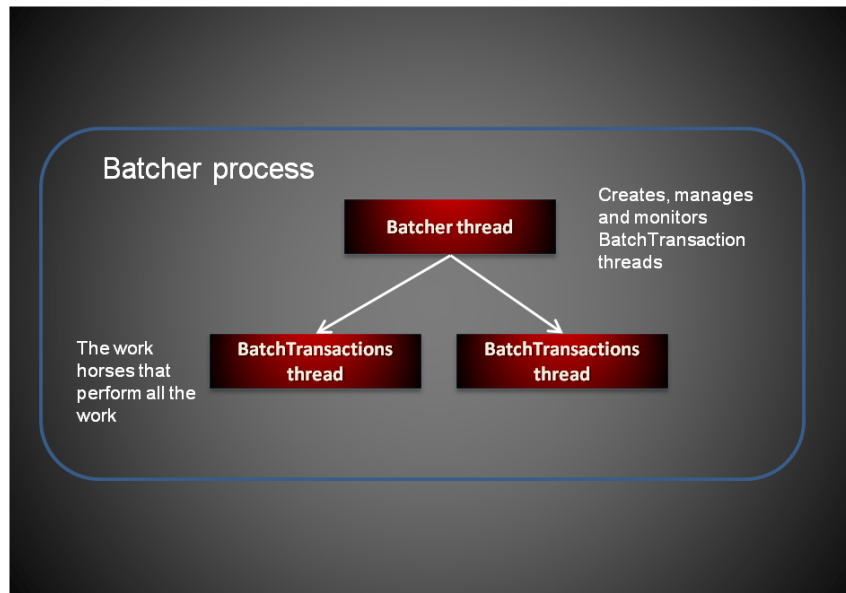 Batcher process
Batcher thread
Creates, manages
and monitors
BatchTransaction
threads
BatchTransactions
thread
BatchTransactions
thread
The work
horses that
perform all the
work